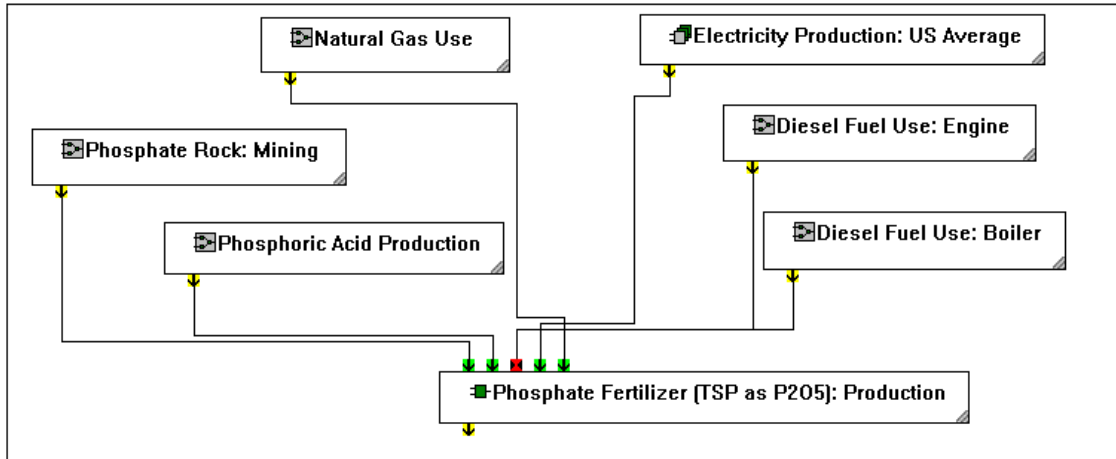 Natural Gas Use
Electricity Production: US Average
Diesel Fuel Use: Engine
Phosphate Rock: Mining
Diesel Fuel Use: Boiler
Phosphoric Acid Production
Phosphate Fertilizer (TSP as P2O5): Production